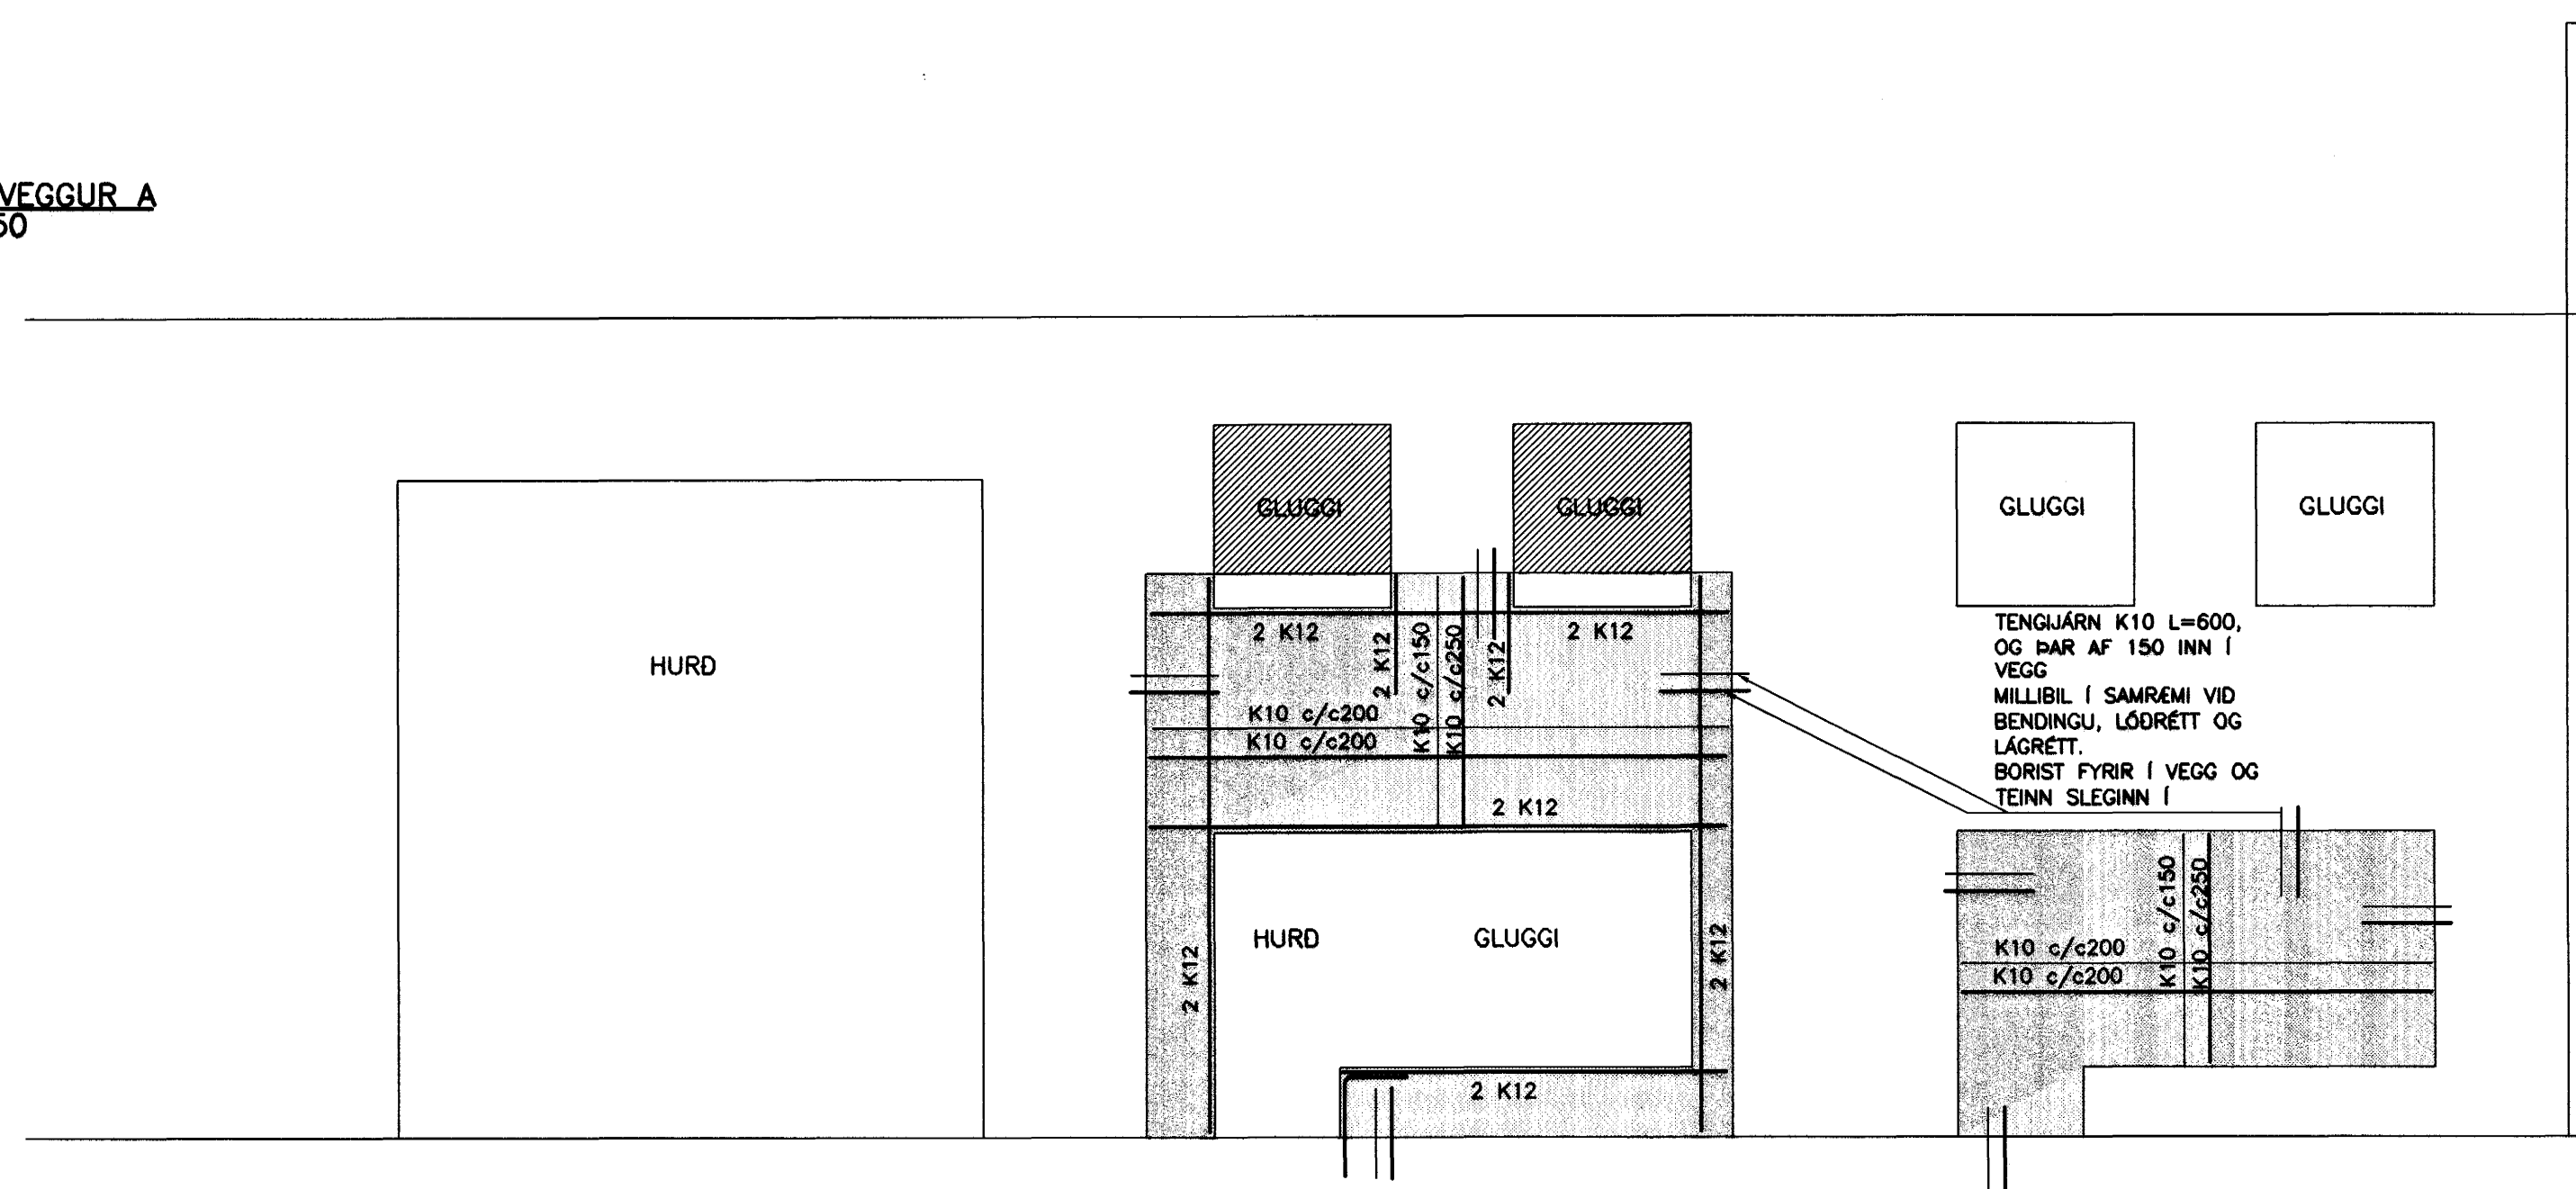 VEGGUR A
50
HURÐ
GLUGGI
GLUGGI
2 K12
2 K12
2 K12
K10 c/c150
K10 c/c250
2 K12
K10 c/c200
K10 c/c200
2 K12
HURÐ
GLUGGI
2 K12
2 K12
2 K12
GLUGGI
GLUGGI
TENGIJÁRN K10 L=600,
OG ÞAR AF 150 INN Í
VEGG
MILLIBIL Í SAMRÆMI VIÐ
BENDINGU, LÓÐRÉTT OG
LÁGRÉTT.
BORIST FYRIR Í VEGG OG
TEINN SLEGINN Í
K10 c/c150
K10 c/c250
K10 c/c200
K10 c/c200